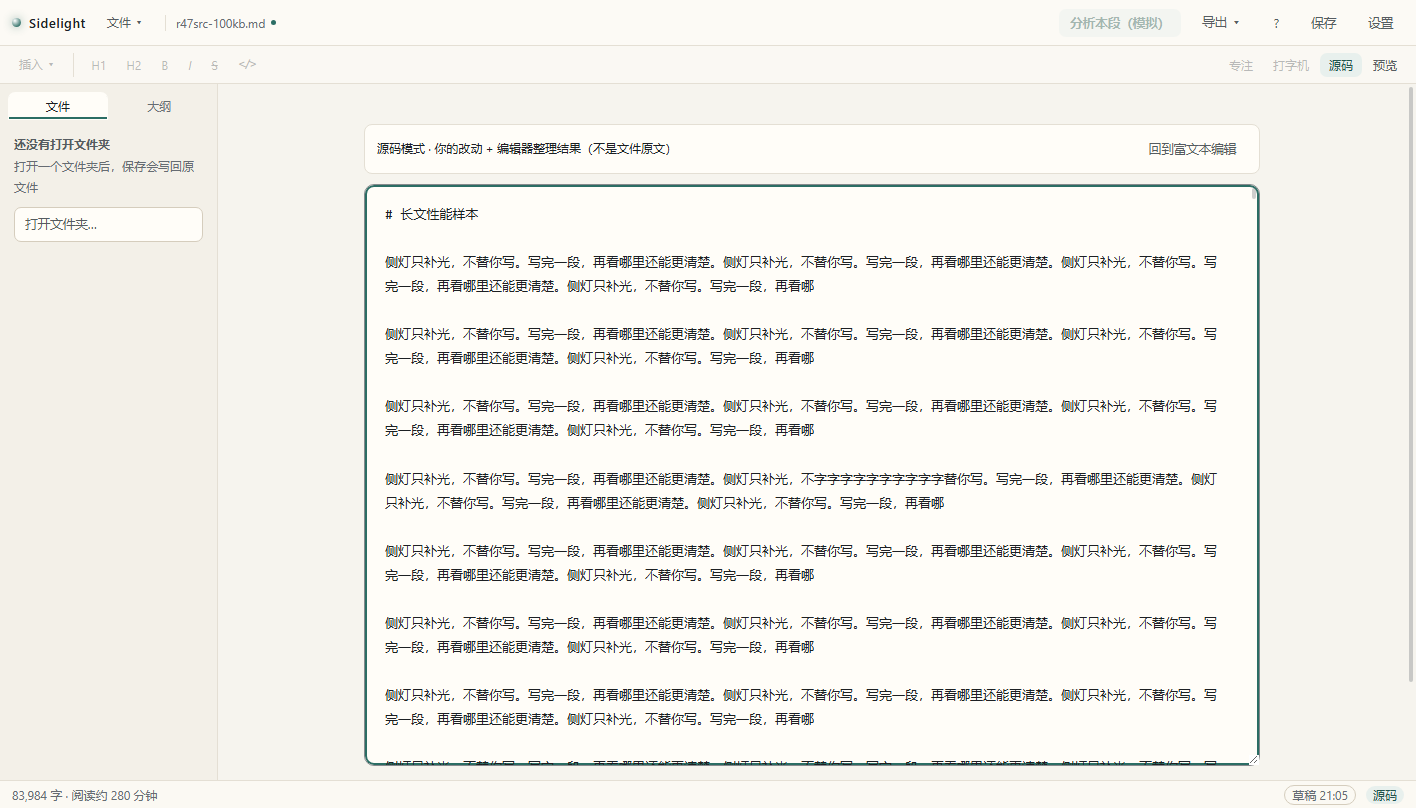 Sidelight 文件 r47src-100kb.md 分析本段（模拟） 导出 ? 保存 设置
插入 H1 H2 B I S </> 专注 打字机 源码 预览
文件 大纲
还没有打开文件夹
打开一个文件夹后，保存会写回原
文件
打开文件夹...
源码模式 · 你的改动 + 编辑器整理结果（不是文件原文） 回到富文本编辑
# 长文性能样本
侧灯只补光，不替你写。写完一段，再看哪里还能更清楚。侧灯只补光，不替你写。写完一段，再看哪里还能更清楚。侧灯只补光，不替你写。写
完一段，再看哪里还能更清楚。侧灯只补光，不替你写。写完一段，再看哪
侧灯只补光，不替你写。写完一段，再看哪里还能更清楚。侧灯只补光，不替你写。写完一段，再看哪里还能更清楚。侧灯只补光，不替你写。写
完一段，再看哪里还能更清楚。侧灯只补光，不替你写。写完一段，再看哪
侧灯只补光，不替你写。写完一段，再看哪里还能更清楚。侧灯只补光，不替你写。写完一段，再看哪里还能更清楚。侧灯只补光，不替你写。写
完一段，再看哪里还能更清楚。侧灯只补光，不替你写。写完一段，再看哪
侧灯只补光，不替你写。写完一段，再看哪里还能更清楚。侧灯只补光，不字字字字字字字字字字替你写。写完一段，再看哪里还能更清楚。侧灯
只补光，不替你写。写完一段，再看哪里还能更清楚。侧灯只补光，不替你写。写完一段，再看哪
侧灯只补光，不替你写。写完一段，再看哪里还能更清楚。侧灯只补光，不替你写。写完一段，再看哪里还能更清楚。侧灯只补光，不替你写。写
完一段，再看哪里还能更清楚。侧灯只补光，不替你写。写完一段，再看哪
侧灯只补光，不替你写。写完一段，再看哪里还能更清楚。侧灯只补光，不替你写。写完一段，再看哪里还能更清楚。侧灯只补光，不替你写。写
完一段，再看哪里还能更清楚。侧灯只补光，不替你写。写完一段，再看哪
侧灯只补光，不替你写。写完一段，再看哪里还能更清楚。侧灯只补光，不替你写。写完一段，再看哪里还能更清楚。侧灯只补光，不替你写。写
完一段，再看哪里还能更清楚。侧灯只补光，不替你写。写完一段，再看哪
83,984 字 · 阅读约 280 分钟 草稿 21:05 源码